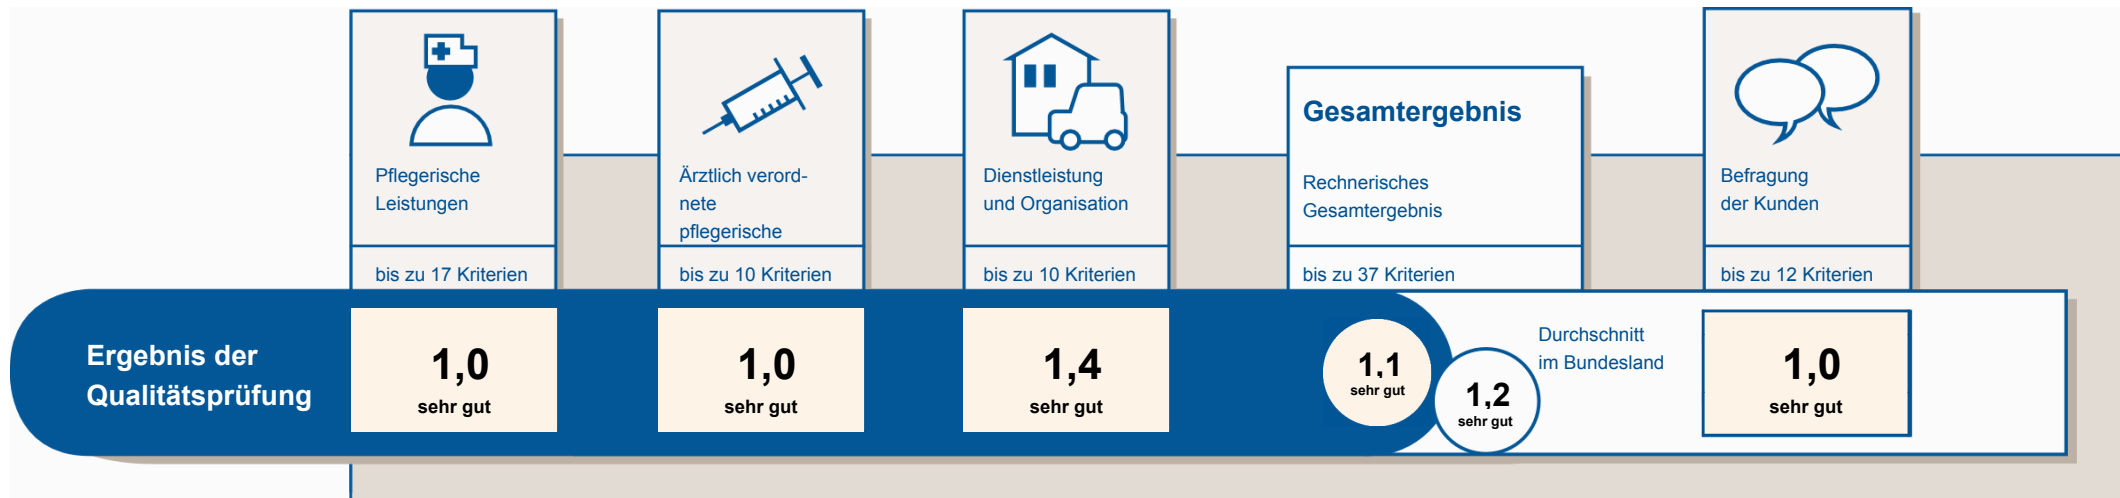 Pflegerische
Leistungen
bis zu 17 Kriterien
Ärztlich verord-
nete
pflegerische
bis zu 10 Kriterien
Dienstleistung
und Organisation
bis zu 10 Kriterien
Gesamtergebnis
Rechnerisches
Gesamtergebnis
bis zu 37 Kriterien
Befragung
der Kunden
bis zu 12 Kriterien
Ergebnis der
Qualitätsprüfung
1,0
sehr gut
1,0
sehr gut
1,4
sehr gut
1,1
sehr gut
1,2
sehr gut
Durchschnitt
im Bundesland
1,0
sehr gut